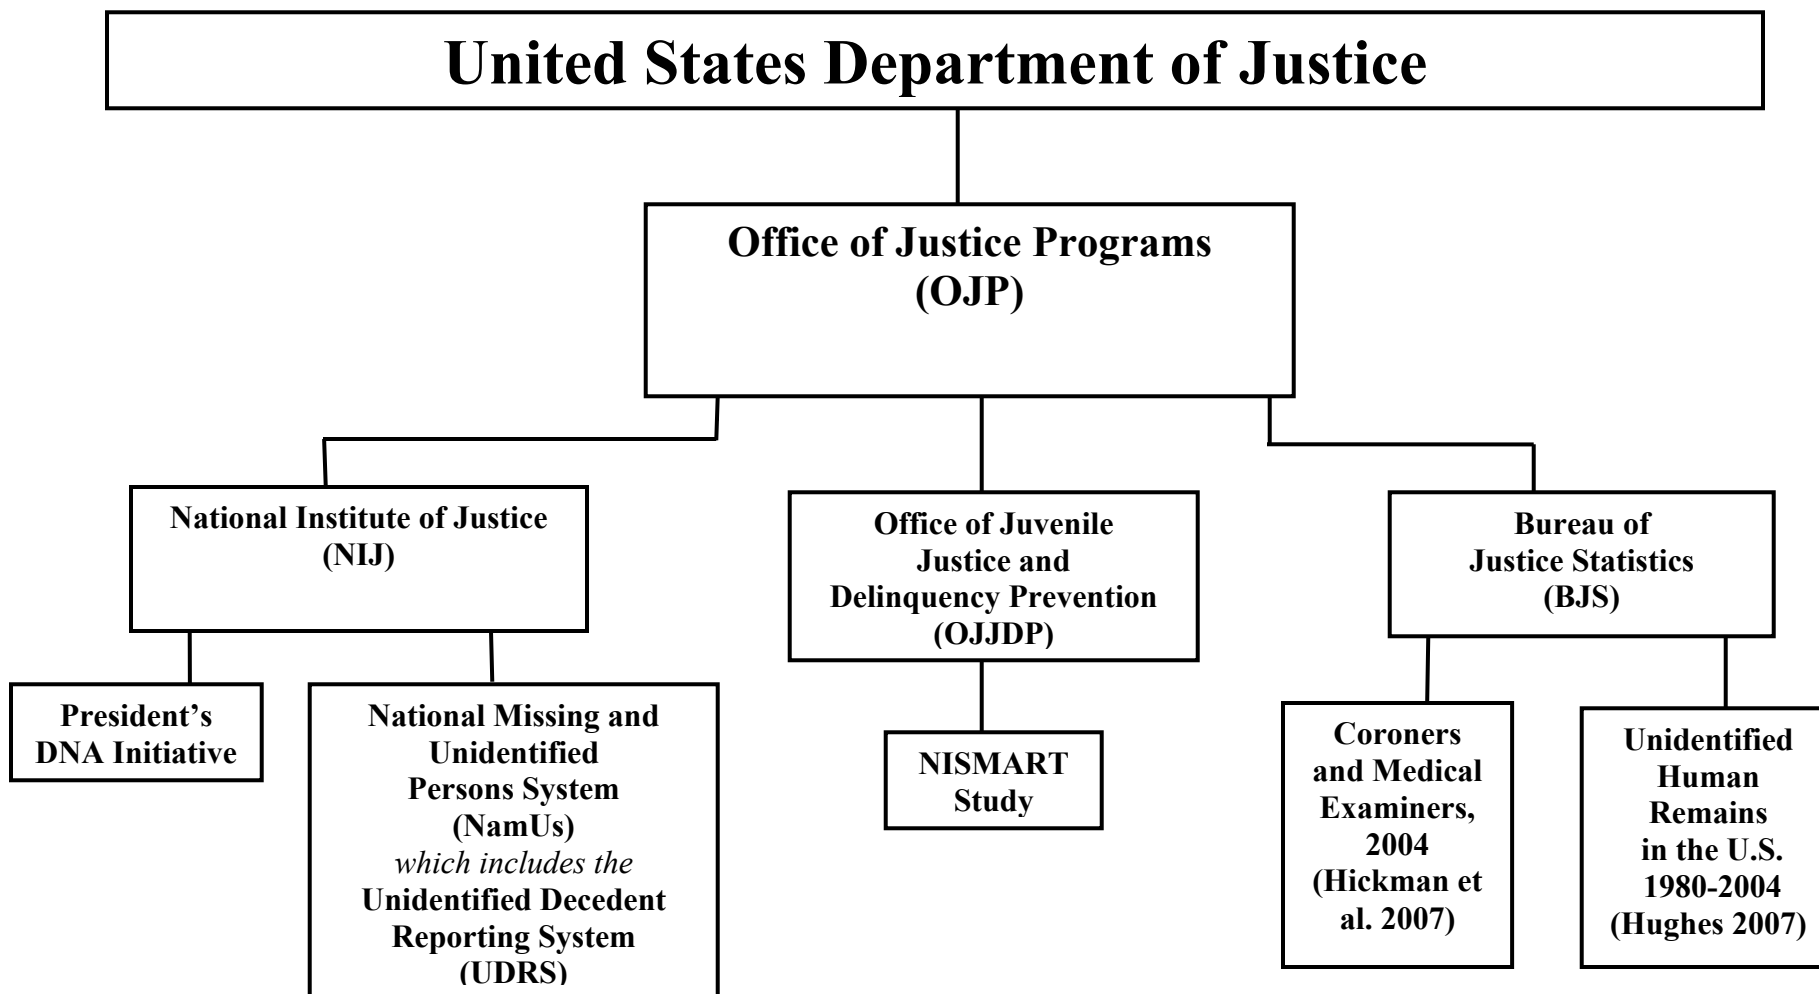 United States Department of Justice
Office of Justice Programs
(OJP)
National Institute of Justice
(NIJ)
Office of Juvenile
Justice and
Delinquency Prevention
(OJJDP)
Bureau of
Justice Statistics
(BJS)
President’s
DNA Initiative
National Missing and
Unidentified
Persons System
(NamUs)
which includes the
Unidentified Decedent
Reporting System
(UDRS)
NISMART
Study
Coroners
and Medical
Examiners,
2004
(Hickman et
al. 2007)
Unidentified
Human
Remains
in the U.S.
1980-2004
(Hughes 2007)